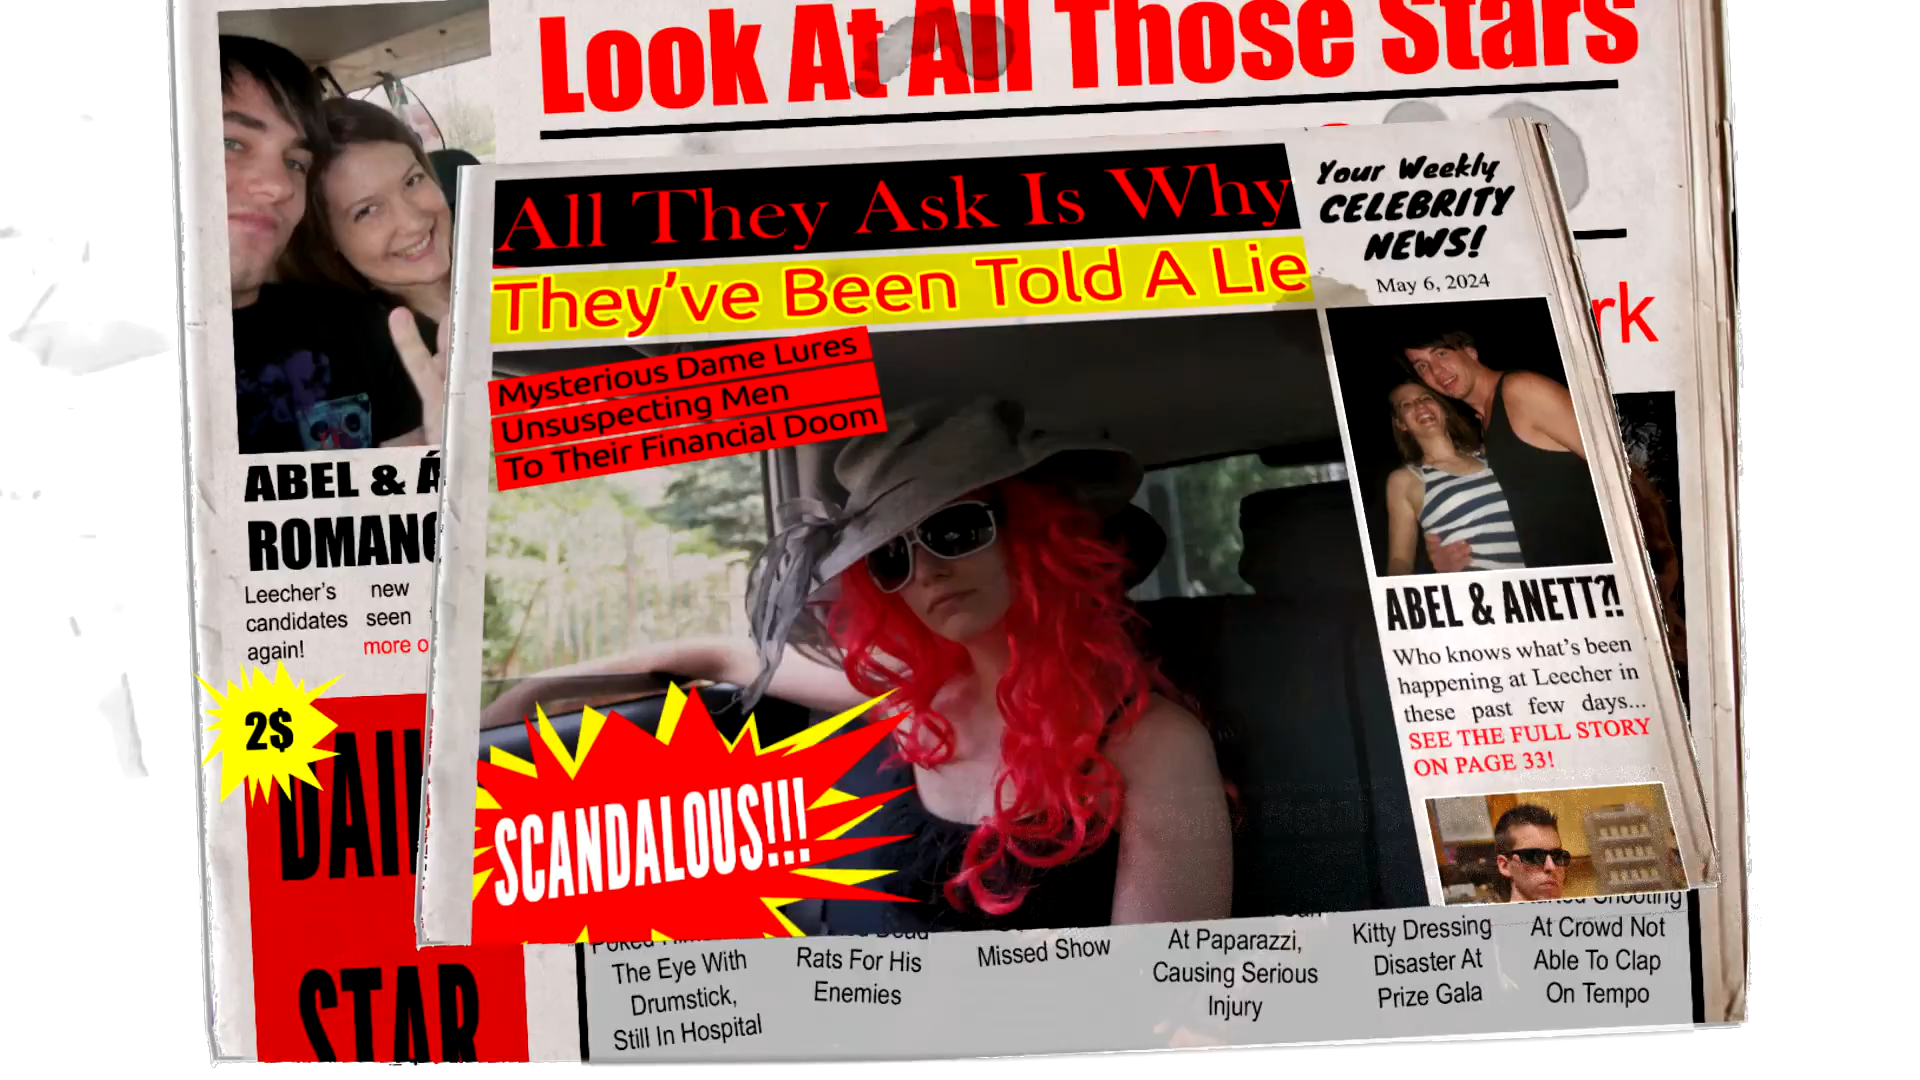 Look At All Those Stars
All They Ask Is Why
They've Been Told A Lie
Mysterious Dame Lures
Unsuspecting Men
To Their Financial Doom
SCANDALOUS!!!
Your Weekly
CELEBRITY
NEWS!
May 6, 2024
ABEL & ANETT?!
Who knows what's been
happening at Leecher in
these past few days...
SEE THE FULL STORY
ON PAGE 33!
ABEL &
Leecher's new
candidates seen
again! more
2$
STAR
The Eye With
Drumstick,
Still In Hospital
Rats For His
Enemies
Missed Show
At Paparazzi,
Causing Serious
Injury
Kitty Dressing
Disaster At
Prize Gala
Shooting
At Crowd Not
Able To Clap
On Tempo